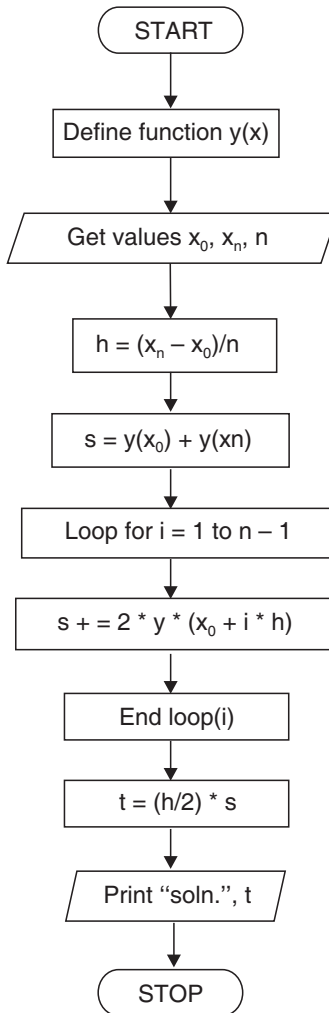 START
Define function y(x)
Get values x₀, xₙ, n
h = (xₙ – x₀)/n
s = y(x₀) + y(xn)
Loop for i = 1 to n – 1
s + = 2 * y * (x₀ + i * h)
End loop(i)
t = (h/2) * s
Print “soln.”, t
STOP